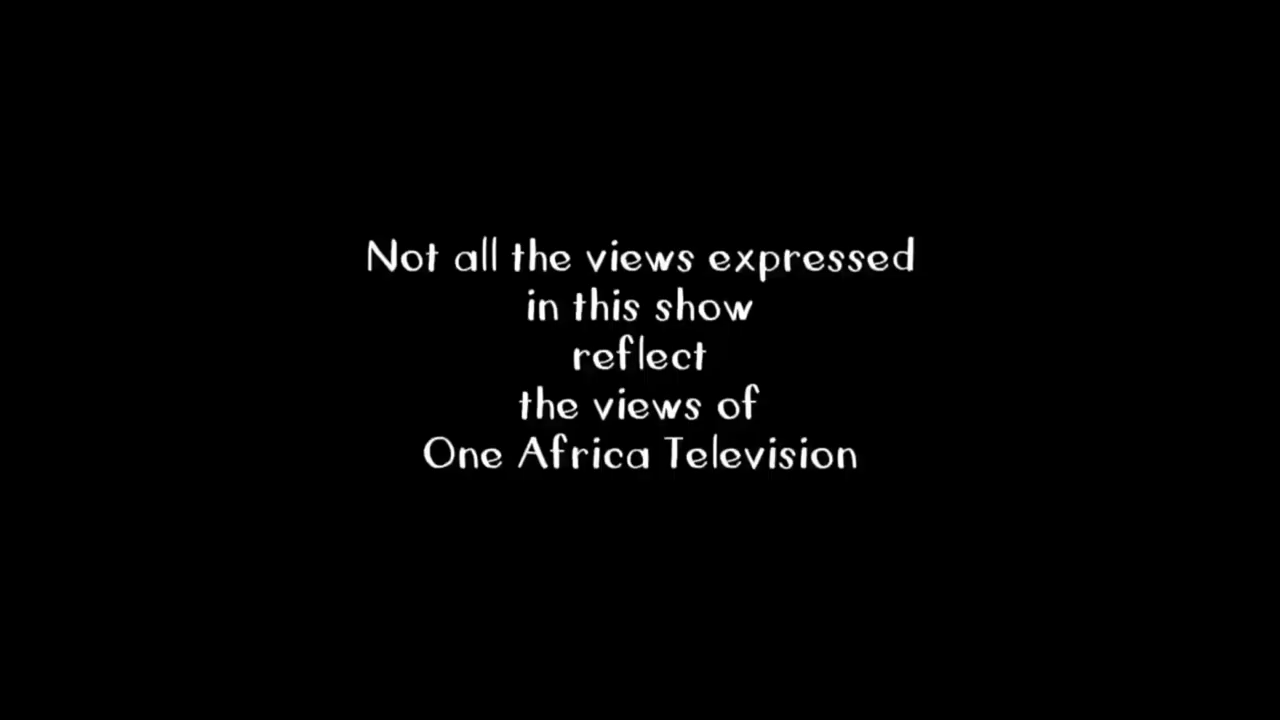 Not all the views expressed
in this show
reflect
the views of
One Africa Television